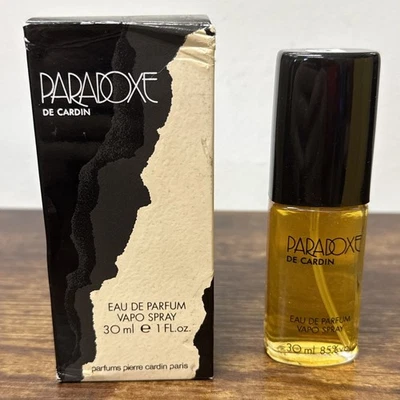 PARADOXE
DE CARDIN
EAU DE PARFUM
VAPO SPRAY
30 ml e 1 FL.oz.
parfums pierre cardin paris
PARADOXE
DE CARDIN
EAU DE PARFUM
VAPO SPRAY
30 ml 85%